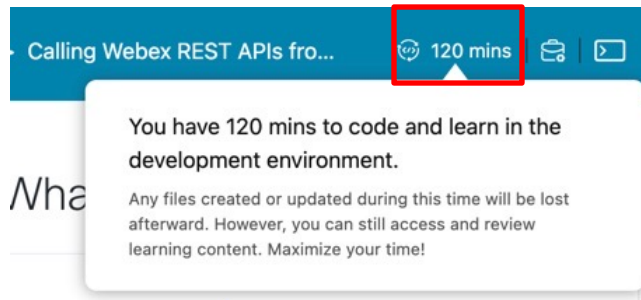 Calling Webex REST APIs fro... 120 mins
You have 120 mins to code and learn in the
development environment.
Any files created or updated during this time will be lost
afterward. However, you can still access and review
learning content. Maximize your time!
Wha